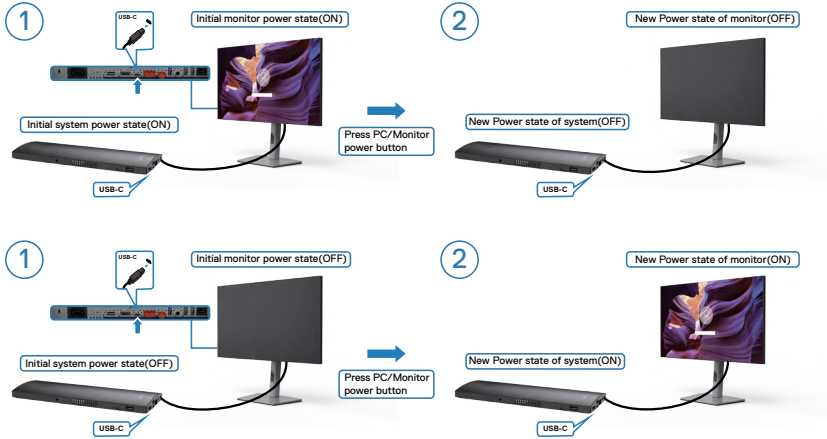 1
USB-C
Initial monitor power state(ON)
2
New Power state of monitor(OFF)
Initial system power state(ON)
Press PC/Monitor
power button
New Power state of system(OFF)
USB-C
USB-C
1
USB-C
Initial monitor power state(OFF)
2
New Power state of monitor(ON)
Initial system power state(OFF)
Press PC/Monitor
power button
New Power state of system(ON)
USB-C
USB-C